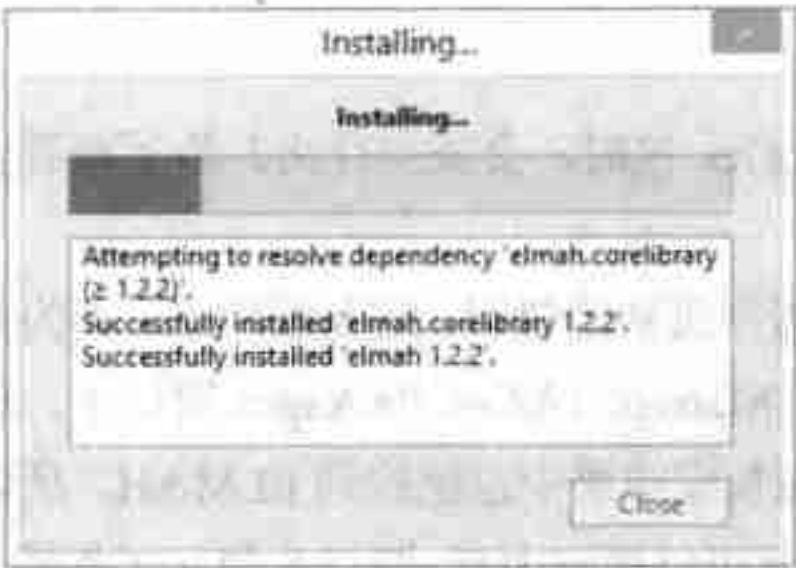 Installing...
Installing...
Attempting to resolve dependency 'elmah.corelibrary
(≥ 1.2.2)'.
Successfully installed 'elmah.corelibrary 1.2.2'.
Successfully installed 'elmah 1.2.2'.
Close